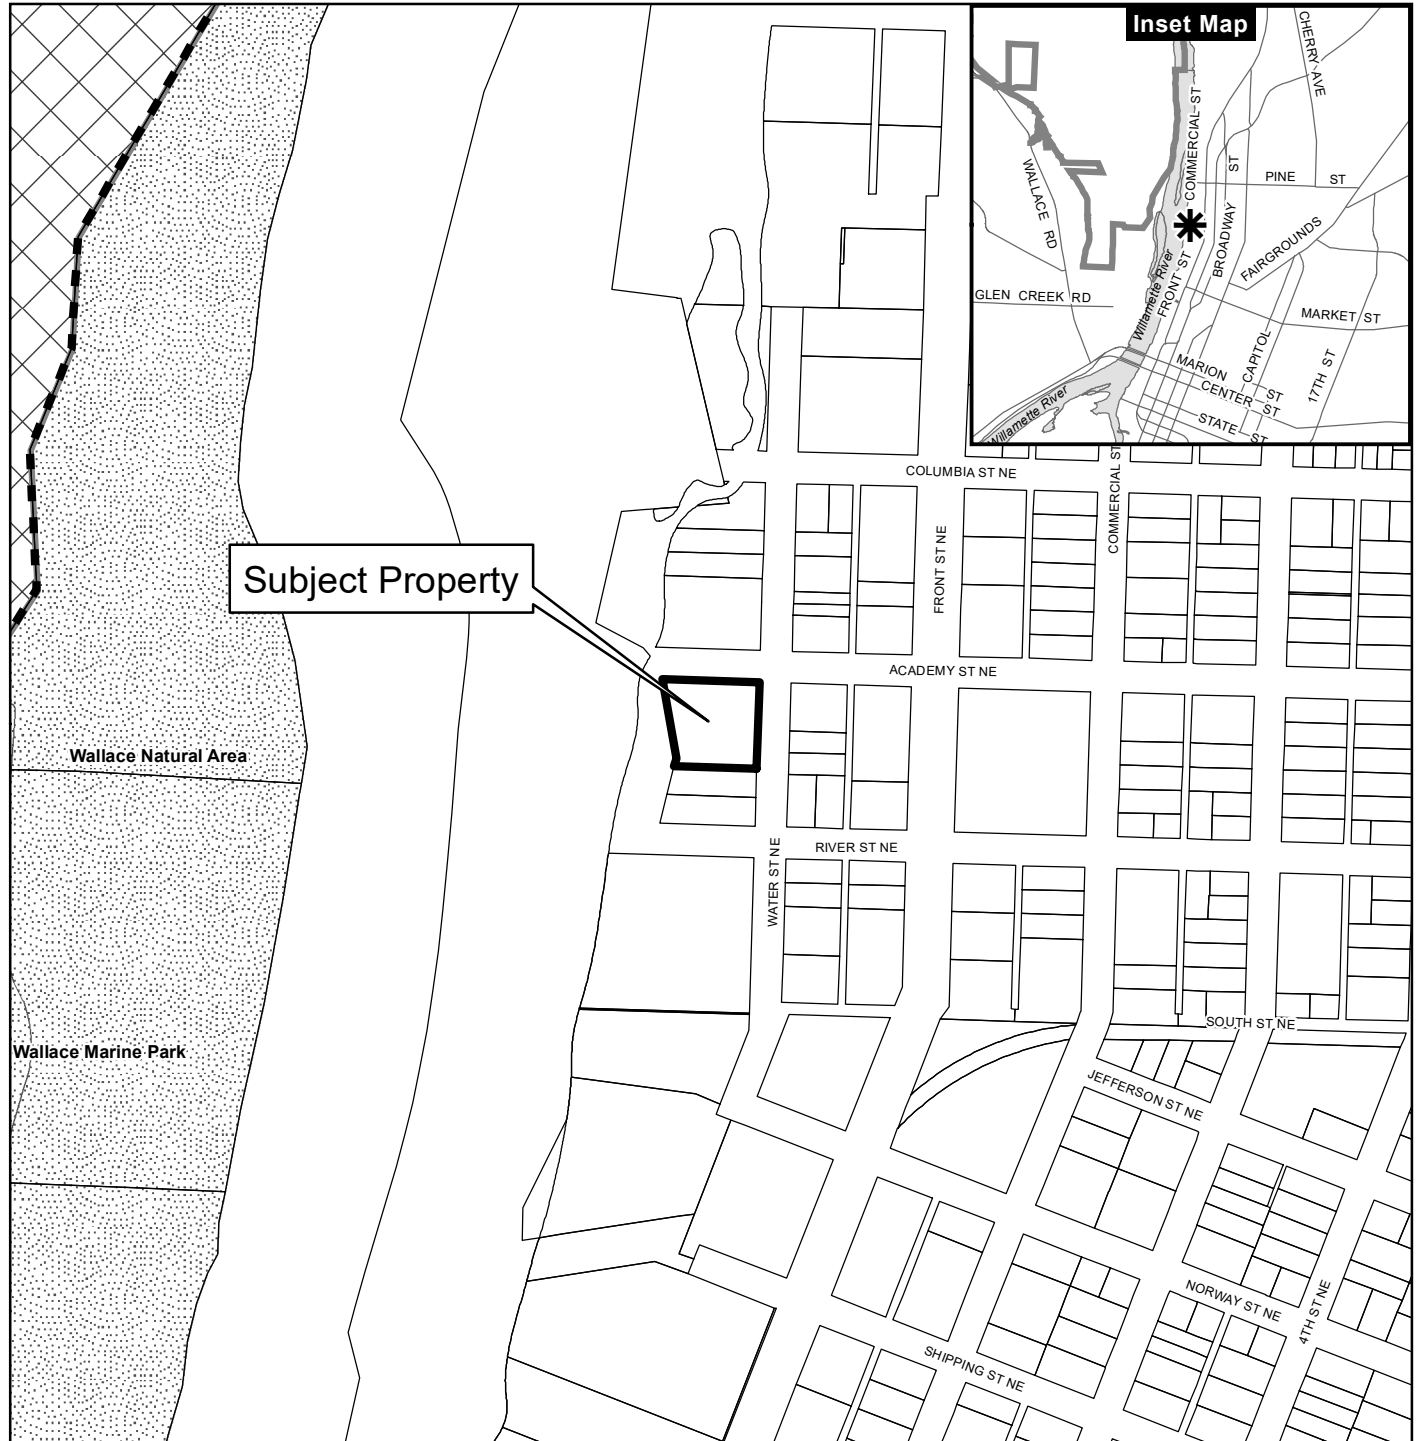 Inset Map
CHERRY AVE
COMMERCIAL ST
WALLACE RD
ST
PINE ST
BROADWAY
FAIRGROUNDS
Willamette River
FRONT ST
GLEN CREEK RD
MARKET ST
CAPITOL
17TH ST
MARION ST
CENTER ST
STATE ST
Willamette River
COLUMBIA ST NE
COMMERCIAL ST
FRONT ST NE
Subject Property
ACADEMY ST NE
Wallace Natural Area
RIVER ST NE
WATER ST NE
SOUTH ST NE
Wallace Marine Park
JEFFERSON ST NE
NORWAY ST NE
4TH ST NE
SHIPPING ST NE